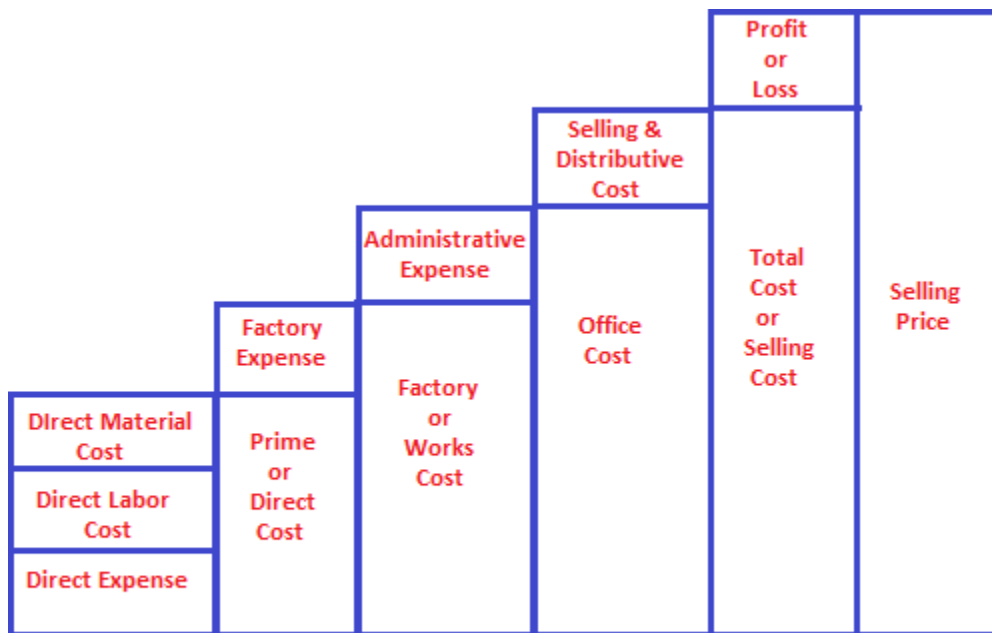 DIrect Material
Cost
Direct Labor
Cost
Direct Expense
Factory
Expense
Prime
or
Direct
Cost
Administrative
Expense
Factory
or
Works
Cost
Selling &
Distributive
Cost
Office
Cost
Profit
or
Loss
Total
Cost
or
Selling
Cost
Selling
Price